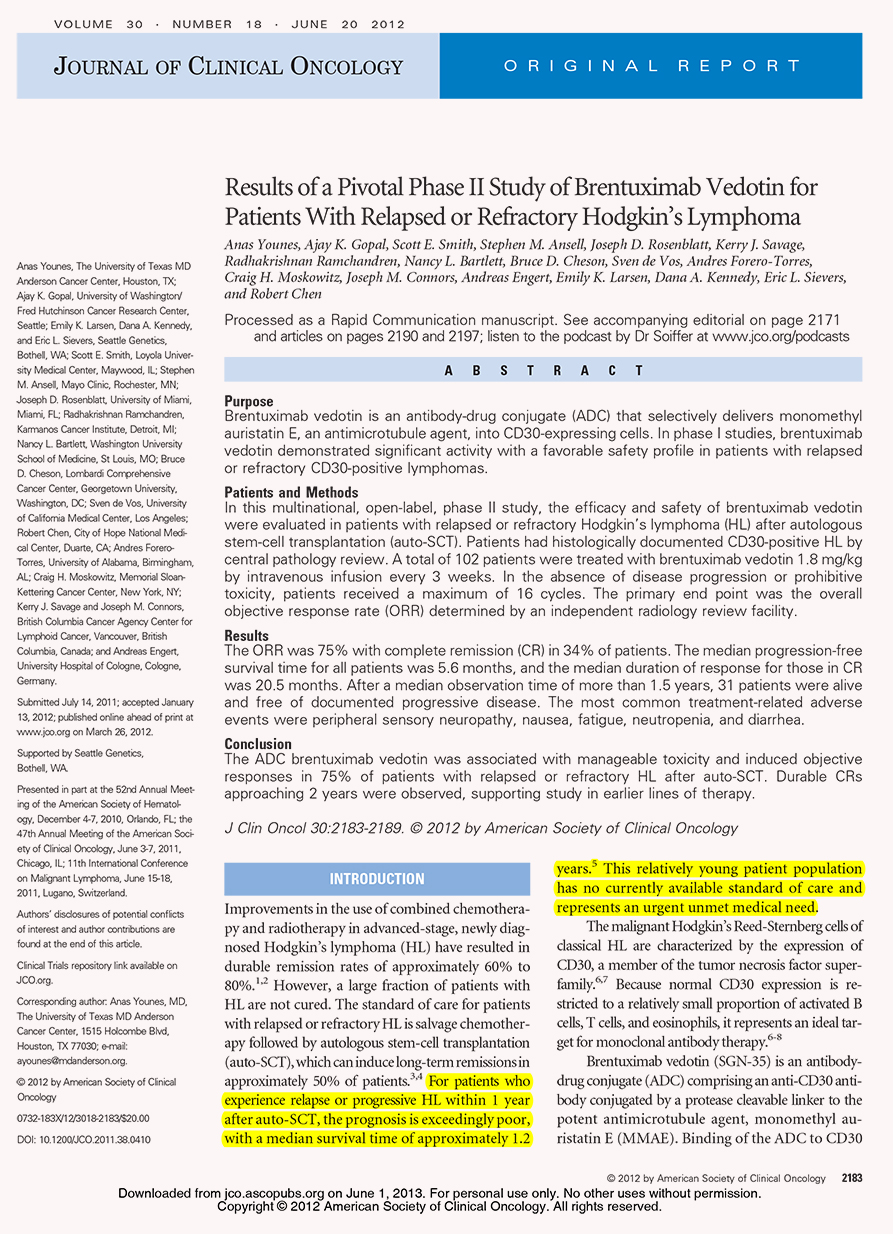 VOLUME 30 · NUMBER 18 · JUNE 20 2012
JOURNAL OF CLINICAL ONCOLOGY
ORIGINAL REPORT
Results of a Pivotal Phase II Study of Brentuximab Vedotin for
Patients With Relapsed or Refractory Hodgkin's Lymphoma
Anas Younes, Ajay K. Gopal, Scott E. Smith, Stephen M. Ansell, Joseph D. Rosenblatt, Kerry J. Savage,
Radhakrishnan Ramchandren, Nancy L. Bartlett, Bruce D. Cheson, Sven de Vos, Andres Forero-Torres,
Craig H. Moskowitz, Joseph M. Connors, Andreas Engert, Emily K. Larsen, Dana A. Kennedy, Eric L. Sievers,
and Robert Chen
Processed as a Rapid Communication manuscript. See accompanying editorial on page 2171
and articles on pages 2190 and 2197; listen to the podcast by Dr Soiffer at www.jco.org/podcasts
Anas Younes, The University of Texas MD
Anderson Cancer Center, Houston, TX;
Ajay K. Gopal, University of Washington/
Fred Hutchinson Cancer Research Center,
Seattle; Emily K. Larsen, Dana A. Kennedy,
and Eric L. Sievers, Seattle Genetics,
Bothell, WA; Scott E. Smith, Loyola Univer-
sity Medical Center, Maywood, IL; Stephen
M. Ansell, Mayo Clinic, Rochester, MN;
Joseph D. Rosenblatt, University of Miami,
Miami, FL; Radhakrishnan Ramchandren,
Karmanos Cancer Institute, Detroit, MI;
Nancy L. Bartlett, Washington University
School of Medicine, St Louis, MO; Bruce
D. Cheson, Lombardi Comprehensive
Cancer Center, Georgetown University,
Washington, DC; Sven de Vos, University
of California Medical Center, Los Angeles;
Robert Chen, City of Hope National Medi-
cal Center, Duarte, CA; Andres Forero-
Torres, University of Alabama, Birmingham,
AL; Craig H. Moskowitz, Memorial Sloan-
Kettering Cancer Center, New York, NY;
Kerry J. Savage and Joseph M. Connors,
British Columbia Cancer Agency Center for
Lymphoid Cancer, Vancouver, British
Columbia, Canada; and Andreas Engert,
University Hospital of Cologne, Cologne,
Germany.
Submitted July 14, 2011; accepted January
13, 2012; published online ahead of print at
www.jco.org on March 26, 2012.
Supported by Seattle Genetics,
Bothell, WA.
Presented in part at the 52nd Annual Meet-
ing of the American Society of Hematol-
ogy, December 4-7, 2010, Orlando, FL; the
47th Annual Meeting of the American Soci-
ety of Clinical Oncology, June 3-7, 2011,
Chicago, IL; 11th International Conference
on Malignant Lymphoma, June 15-18,
2011, Lugano, Switzerland.
Authors' disclosures of potential conflicts
of interest and author contributions are
found at the end of this article.
Clinical Trials repository link available on
JCO.org.
Corresponding author: Anas Younes, MD,
The University of Texas MD Anderson
Cancer Center, 1515 Holcombe Blvd,
Houston, TX 77030; e-mail:
ayounes@mdanderson.org.
© 2012 by American Society of Clinical
Oncology
0732-183X/12/3018-2183/$20.00
DOI: 10.1200/JCO.2011.38.0410
ABSTRACT
Purpose
Brentuximab vedotin is an antibody-drug conjugate (ADC) that selectively delivers monomethyl
auristatin E, an antimicrotubule agent, into CD30-expressing cells. In phase I studies, brentuximab
vedotin demonstrated significant activity with a favorable safety profile in patients with relapsed
or refractory CD30-positive lymphomas.
Patients and Methods
In this multinational, open-label, phase II study, the efficacy and safety of brentuximab vedotin
were evaluated in patients with relapsed or refractory Hodgkin's lymphoma (HL) after autologous
stem-cell transplantation (auto-SCT). Patients had histologically documented CD30-positive HL by
central pathology review. A total of 102 patients were treated with brentuximab vedotin 1.8 mg/kg
by intravenous infusion every 3 weeks. In the absence of disease progression or prohibitive
toxicity, patients received a maximum of 16 cycles. The primary end point was the overall
objective response rate (ORR) determined by an independent radiology review facility.
Results
The ORR was 75% with complete remission (CR) in 34% of patients. The median progression-free
survival time for all patients was 5.6 months, and the median duration of response for those in CR
was 20.5 months. After a median observation time of more than 1.5 years, 31 patients were alive
and free of documented progressive disease. The most common treatment-related adverse
events were peripheral sensory neuropathy, nausea, fatigue, neutropenia, and diarrhea.
Conclusion
The ADC brentuximab vedotin was associated with manageable toxicity and induced objective
responses in 75% of patients with relapsed or refractory HL after auto-SCT. Durable CRs
approaching 2 years were observed, supporting study in earlier lines of therapy.
J Clin Oncol 30:2183-2189. © 2012 by American Society of Clinical Oncology
INTRODUCTION
Improvements in the use of combined chemothera-
py and radiotherapy in advanced-stage, newly diag-
nosed Hodgkin's lymphoma (HL) have resulted in
durable remission rates of approximately 60% to
80%.1,2 However, a large fraction of patients with
HL are not cured. The standard of care for patients
with relapsed or refractory HL is salvage chemother-
apy followed by autologous stem-cell transplantation
(auto-SCT), which can induce long-term remissions in
approximately 50% of patients.3,4 For patients who
experience relapse or progressive HL within 1 year
after auto-SCT, the prognosis is exceedingly poor,
with a median survival time of approximately 1.2
years.5 This relatively young patient population
has no currently available standard of care and
represents an urgent unmet medical need.
The malignant Hodgkin's Reed-Sternberg cells of
classical HL are characterized by the expression of
CD30, a member of the tumor necrosis factor super-
family.6,7 Because normal CD30 expression is re-
stricted to a relatively small proportion of activated B
cells, T cells, and eosinophils, it represents an ideal tar-
get for monoclonal antibody therapy.6-8
Brentuximab vedotin (SGN-35) is an antibody-
drug conjugate (ADC) comprising an anti-CD30 anti-
body conjugated by a protease cleavable linker to the
potent antimicrotubule agent, monomethyl au-
ristatin E (MMAE). Binding of the ADC to CD30
© 2012 by American Society of Clinical Oncology 2183
Downloaded from jco.ascopubs.org on June 1, 2013. For personal use only. No other uses without permission.
Copyright © 2012 American Society of Clinical Oncology. All rights reserved.